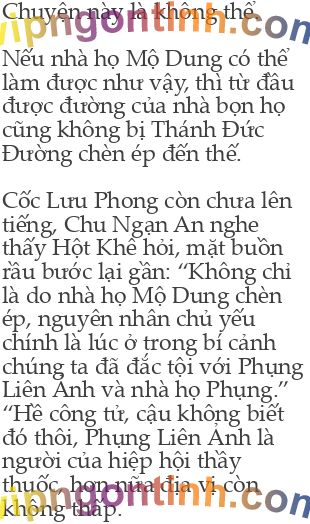 Chuyện này là không thể.
Nếu nhà họ Mộ Dung có thể
làm được như vậy, thì từ đâu
được đường của nhà bọn họ
cũng không bị Thánh Đức
Đường chèn ép đến thế.
Cốc Lưu Phong còn chưa lên
tiếng, Chu Ngạn An nghe
thấy Hột Khê hỏi, mặt buồn
rầu bước lại gần: “Không chỉ
là do nhà họ Mộ Dung chèn
ép, nguyên nhân chủ yếu
chính là lúc ở trong bí cảnh
chúng ta đã đắc tội với Phụng
Liên Ảnh và nhà họ Phụng.”
“Hề công tử, cậu không biết
đó thôi, Phụng Liên Ảnh là
người của hiệp hội thầy
thuốc, hơn nữa địa vị còn
không thấp.
vipngontinh.com
vipngontinh.com